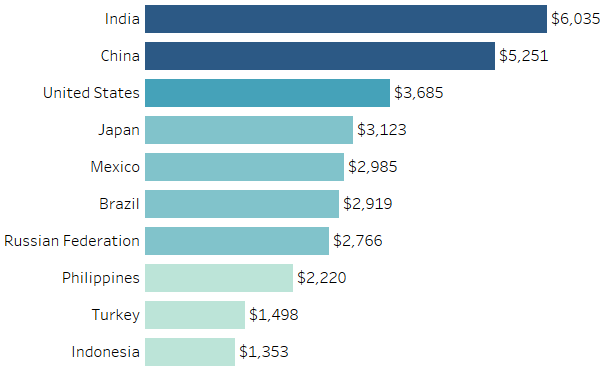 India $6,035
China $5,251
United States $3,685
Japan $3,123
Mexico $2,985
Brazil $2,919
Russian Federation $2,766
Philippines $2,220
Turkey $1,498
Indonesia $1,353